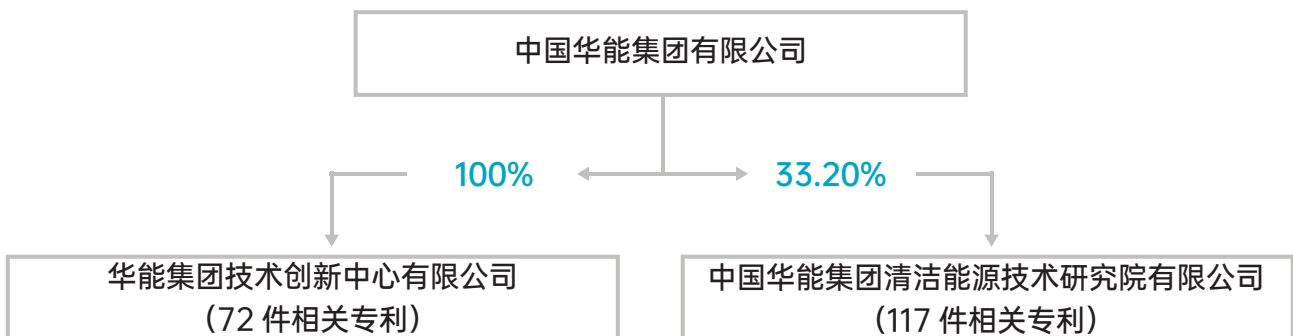 中国华能集团有限公司
100%
33.20%
华能集团技术创新中心有限公司
（72 件相关专利）
中国华能集团清洁能源技术研究院有限公司
（117 件相关专利）